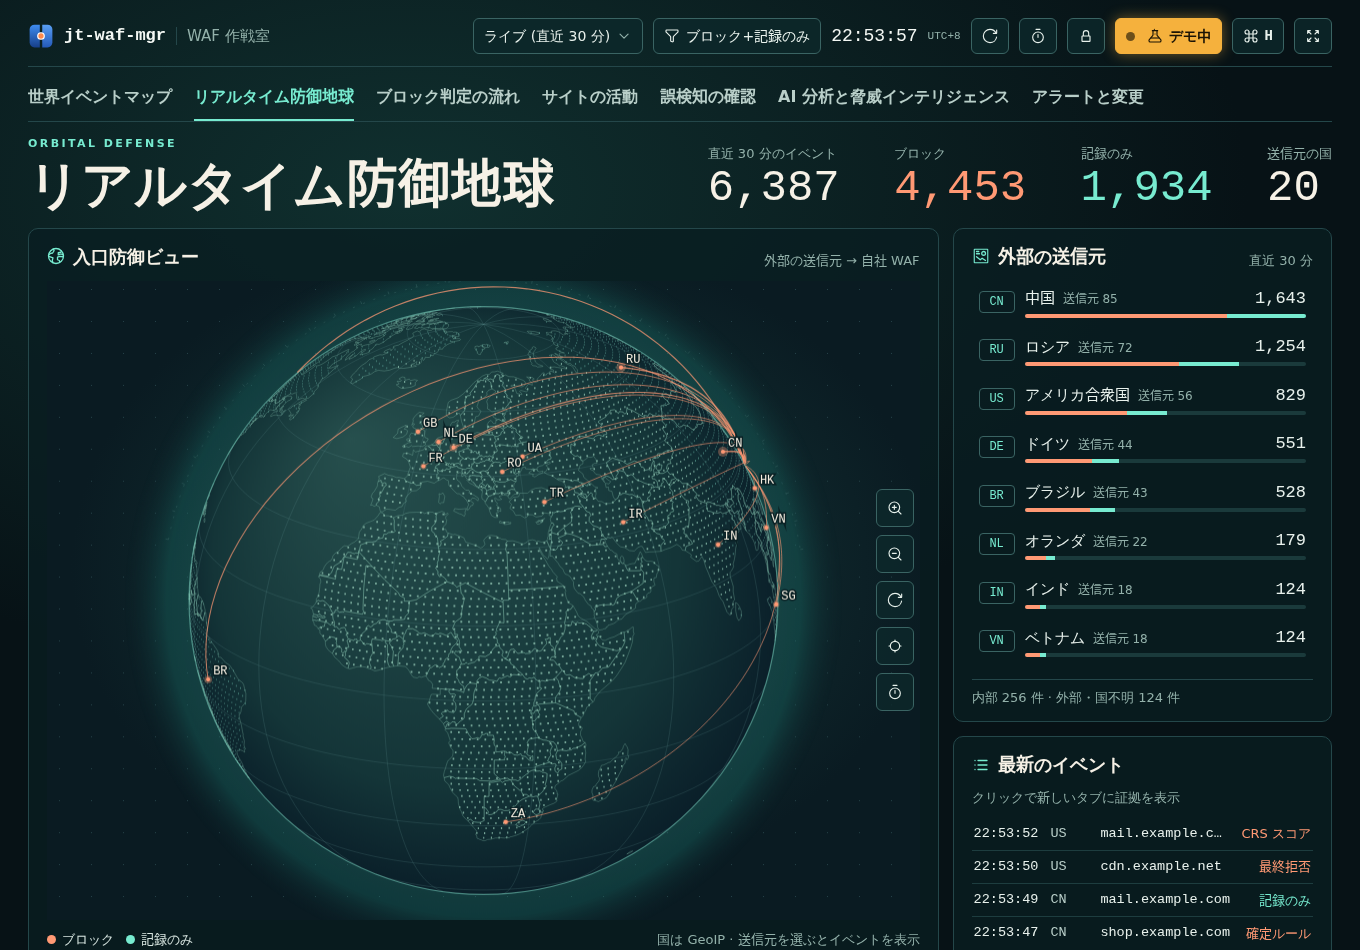 jt-waf-mgr WAF 作戦室 ライブ (直近 30 分) ブロック+記録のみ 22:53:57 UTC+8 デモ中 ⌘ H
世界イベントマップ リアルタイム防御地球 ブロック判定の流れ サイトの活動 誤検知の確認 AI 分析と脅威インテリジェンス アラートと変更
ORBITAL DEFENSE
リアルタイム防御地球
直近 30 分のイベント ブロック 記録のみ 送信元の国
6,387 4,453 1,934 20
入口防御ビュー 外部の送信元 → 自社 WAF
RU
GB
NL
DE
CN
UA
FR
RO
HK
TR
IR
VN
IN
SG
BR
ZA
ブロック 記録のみ 国は GeoIP · 送信元を選ぶとイベントを表示
外部の送信元 直近 30 分
CN 中国 送信元 85 1,643
RU ロシア 送信元 72 1,254
US アメリカ合衆国 送信元 56 829
DE ドイツ 送信元 44 551
BR ブラジル 送信元 43 528
NL オランダ 送信元 22 179
IN インド 送信元 18 124
VN ベトナム 送信元 18 124
内部 256 件 · 外部・国不明 124 件
最新のイベント
クリックで新しいタブに証拠を表示
22:53:52 US mail.example.c… CRS スコア
22:53:50 US cdn.example.net 最終拒否
22:53:49 CN mail.example.com 記録のみ
22:53:47 CN shop.example.com 確定ルール